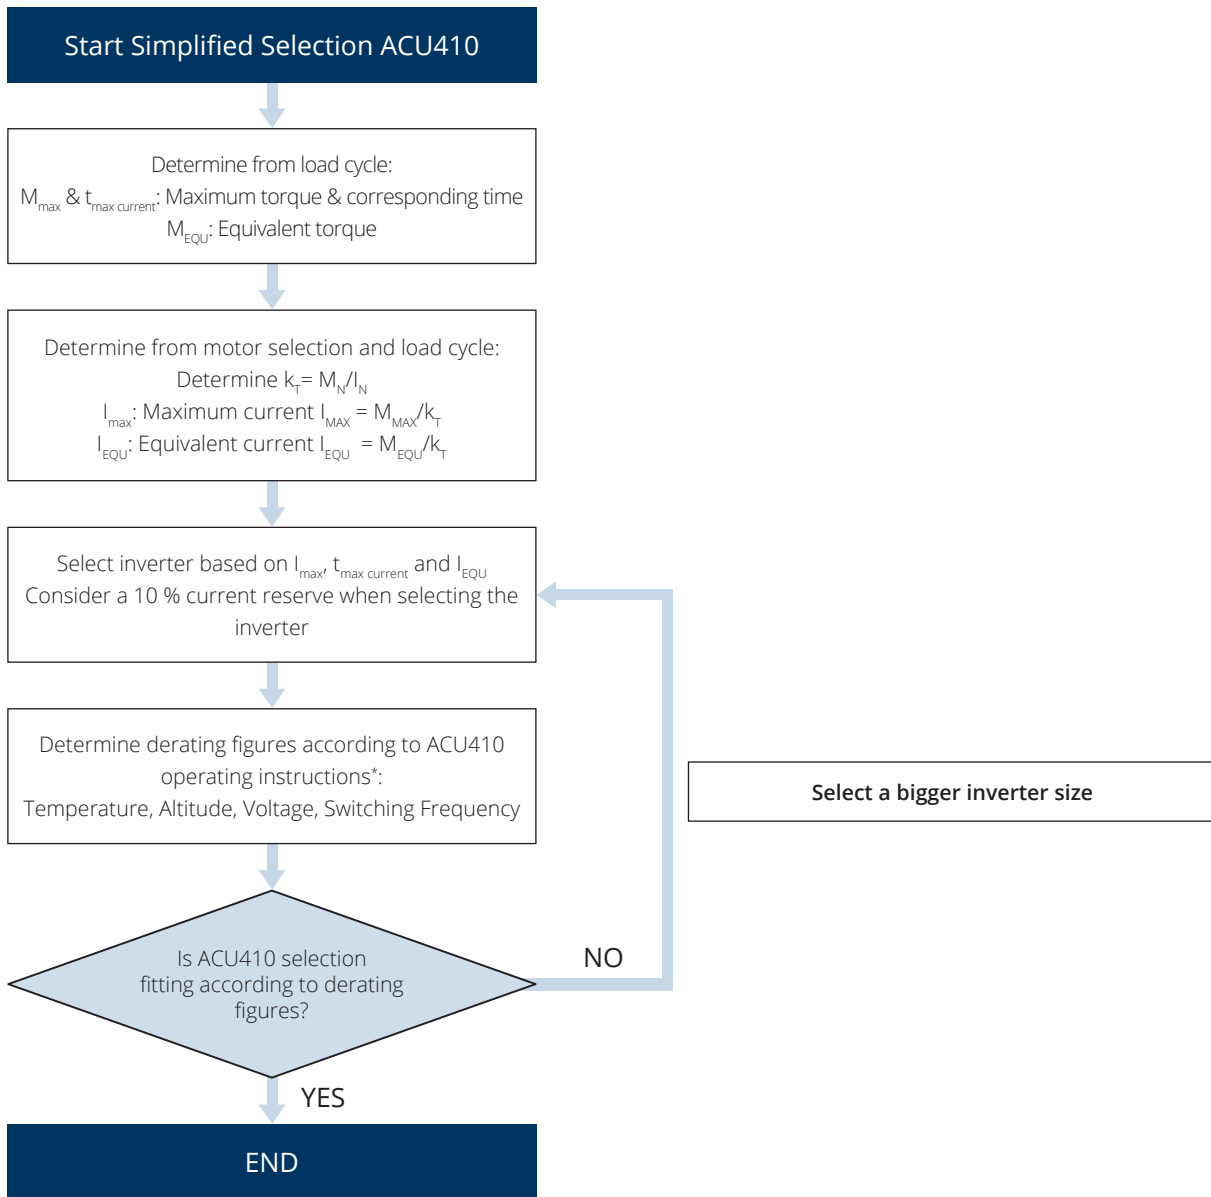 Start Simplified Selection ACU410
Determine from load cycle:
Mmax & tmax current: Maximum torque & corresponding time
MEQU: Equivalent torque
Determine from motor selection and load cycle:
Determine kT= MN/IN
Imax: Maximum current IMAX = MMAX/kT
IEQU: Equivalent current IEQU = MEQU/kT
Select inverter based on Imax, tmax current and IEQU
Consider a 10 % current reserve when selecting the
inverter
Determine derating figures according to ACU410
operating instructions*:
Temperature, Altitude, Voltage, Switching Frequency
Select a bigger inverter size
Is ACU410 selection
fitting according to derating
figures?
NO
YES
END